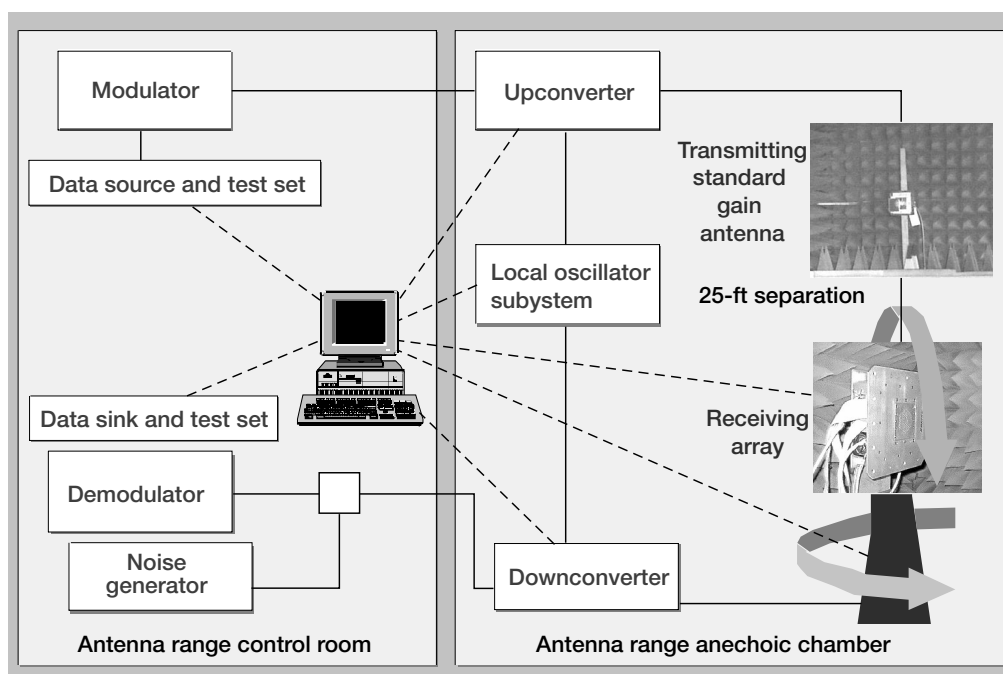 Modulator
Data source and test set
Data sink and test set
Demodulator
Noise
generator
Antenna range control room
Upconverter
Transmitting
standard
gain
antenna
Local oscillator
subystem
25-ft separation
Receiving
array
Downconverter
Antenna range anechoic chamber